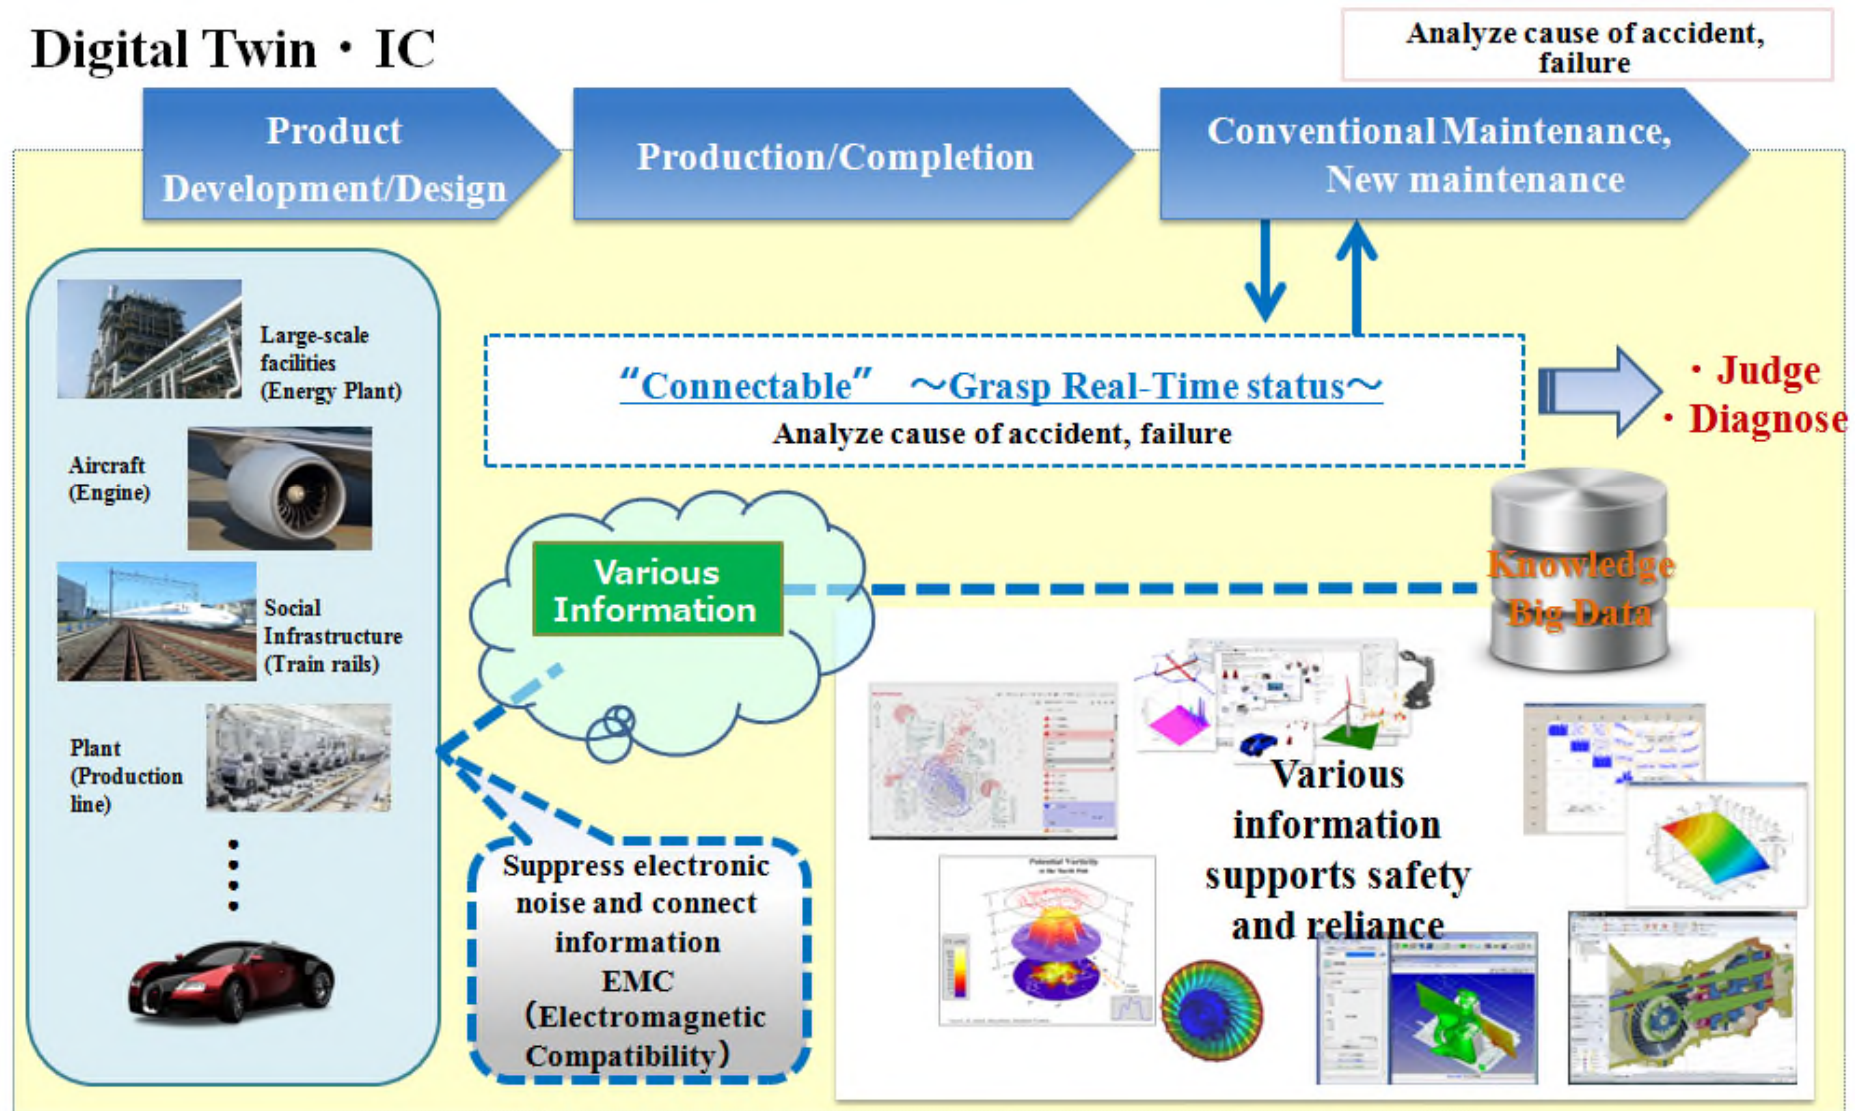 Digital Twin・IC
Analyze cause of accident,
failure
Product
Development/Design
Production/Completion
Conventional Maintenance,
New maintenance
Large-scale
facilities
(Energy Plant)
Aircraft
(Engine)
Social
Infrastructure
(Train rails)
Plant
(Production
line)
“Connectable”　～Grasp Real-Time status～
Analyze cause of accident, failure
・Judge
・Diagnose
Various
Information
Knowledge
Big Data
Suppress electronic
noise and connect
information
EMC
（Electromagnetic
Compatibility）
Various
information
supports safety
and reliance
Potential Vorticity